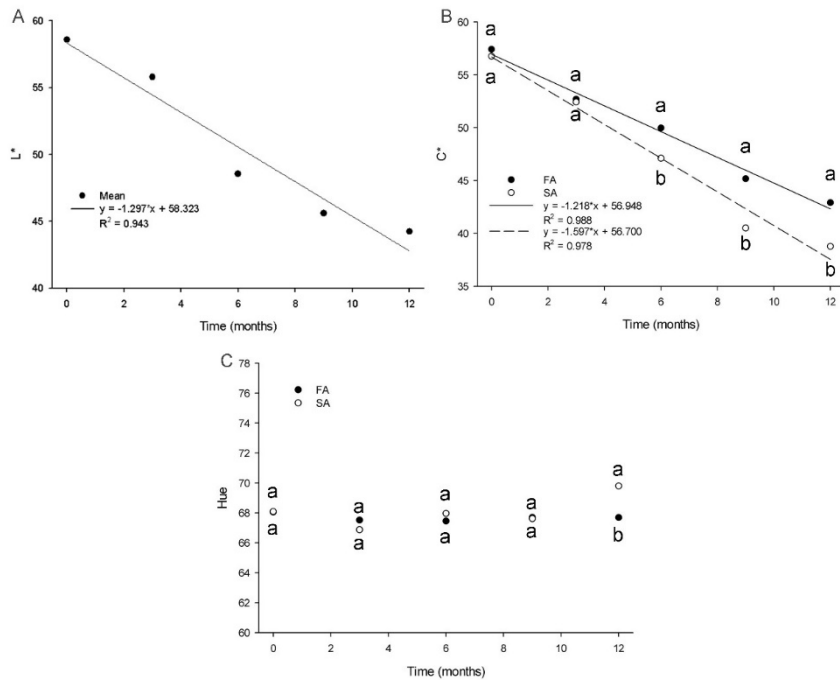 A
60
55
50
45
40
L*
Mean
y = -1.297*x + 58.323
R² = 0.943
0 2 4 6 8 10 12
Time (months)
B
60
55
50
45
40
35
C*
a a a a a
a a b b b
FA
SA
y = -1.218*x + 56.948
R² = 0.988
y = -1.597*x + 56.700
R² = 0.978
0 2 4 6 8 10 12
Time (months)
C
78
76
74
72
70
68
66
64
62
60
Hue
FA
SA
a a a a a
a a a a b
0 2 4 6 8 10 12
Time (months)